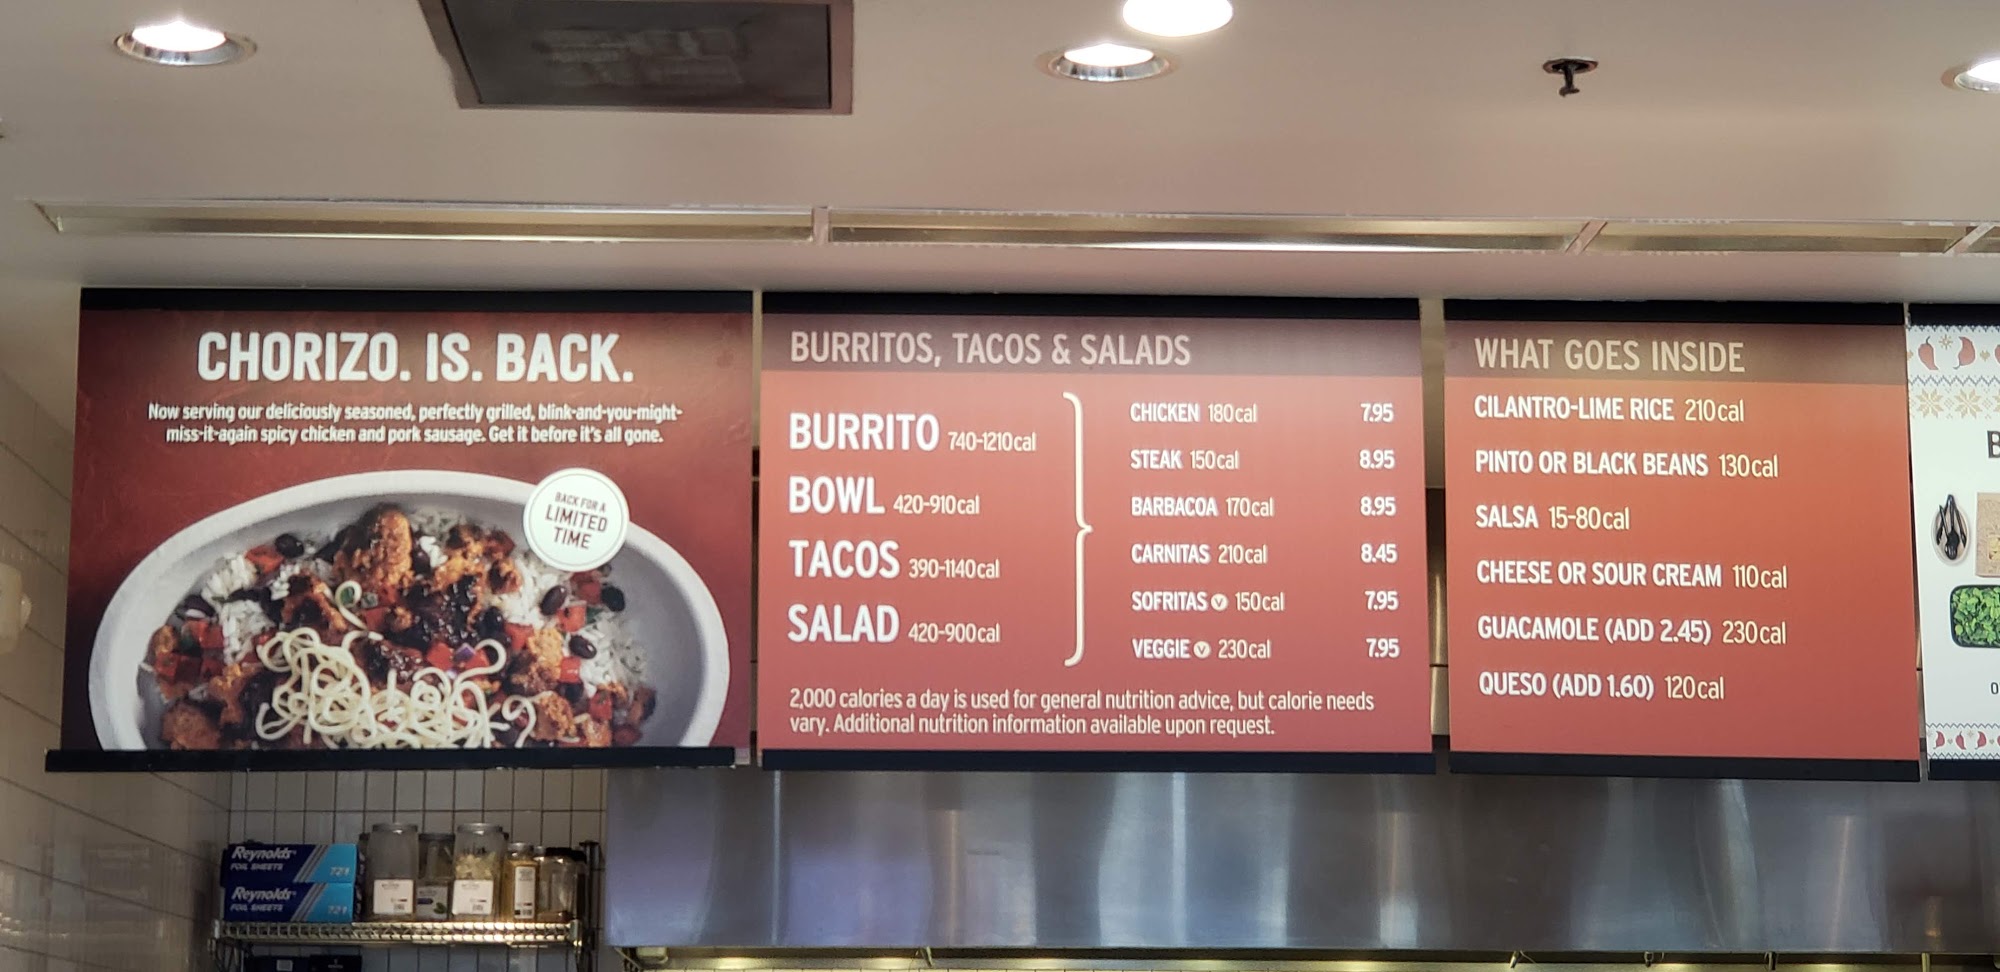 CHORIZO. IS. BACK.
Now serving our deliciously seasoned, perfectly grilled, blink-and-you-might-
miss-it-again spicy chicken and pork sausage. Get it before it's all gone.
BACK FOR A
LIMITED
TIME
BURRITOS, TACOS & SALADS
BURRITO 740-1210cal
BOWL 420-910cal
TACOS 390-1140cal
SALAD 420-900cal
CHICKEN 180cal 7.95
STEAK 150cal 8.95
BARBACOA 170cal 8.95
CARNITAS 210cal 8.45
SOFRITAS V 150cal 7.95
VEGGIE V 230cal 7.95
2,000 calories a day is used for general nutrition advice, but calorie needs
vary. Additional nutrition information available upon request.
WHAT GOES INSIDE
CILANTRO-LIME RICE 210cal
PINTO OR BLACK BEANS 130cal
SALSA 15-80cal
CHEESE OR SOUR CREAM 110cal
GUACAMOLE (ADD 2.45) 230cal
QUESO (ADD 1.60) 120cal
Reynolds
FOIL SHEETS
721
Reynolds
FOIL SHEETS
721